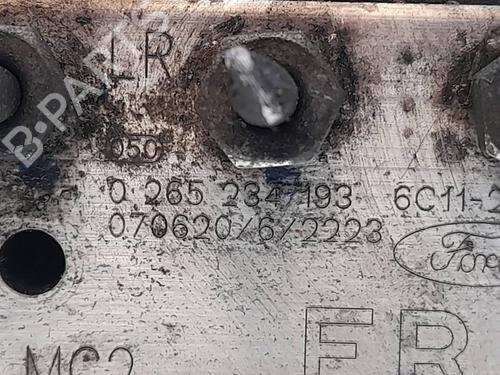 LR
B-PARTS
050
0 265 234 193 6C11-2
070620/6/2223
Ford
MC2
FR